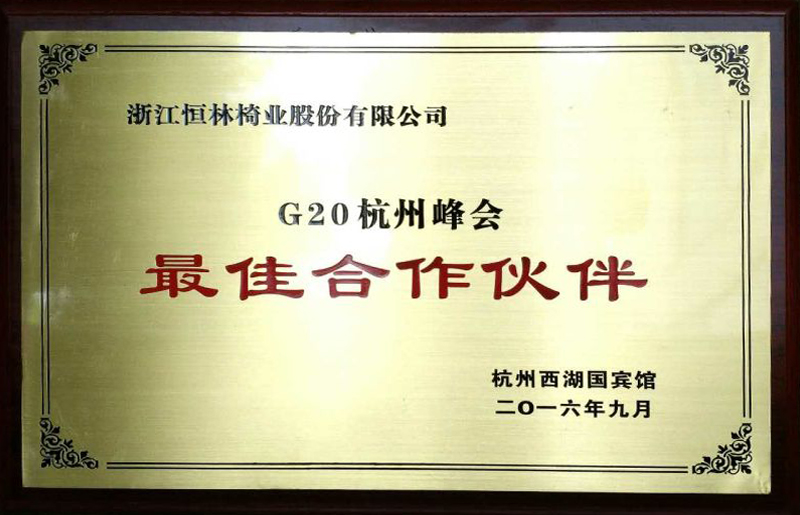 浙江恒林椅业股份有限公司
G20杭州峰会
最佳合作伙伴
杭州西湖国宾馆
二〇一六年九月